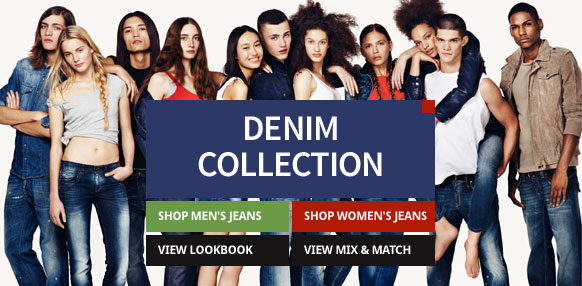 DENIM
COLLECTION
SHOP MEN'S JEANS
SHOP WOMEN'S JEANS
VIEW LOOKBOOK
VIEW MIX & MATCH